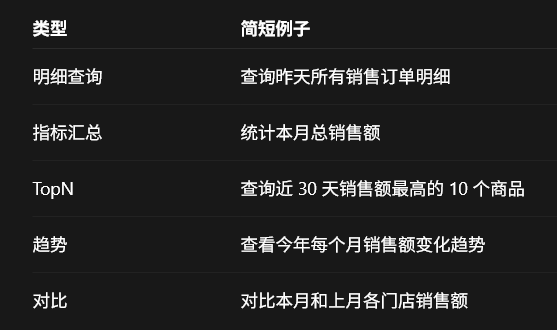 类型 简短例子
明细查询 查询昨天所有销售订单明细
指标汇总 统计本月总销售额
TopN 查询近 30 天销售额最高的 10 个商品
趋势 查看今年每个月销售额变化趋势
对比 对比本月和上月各门店销售额